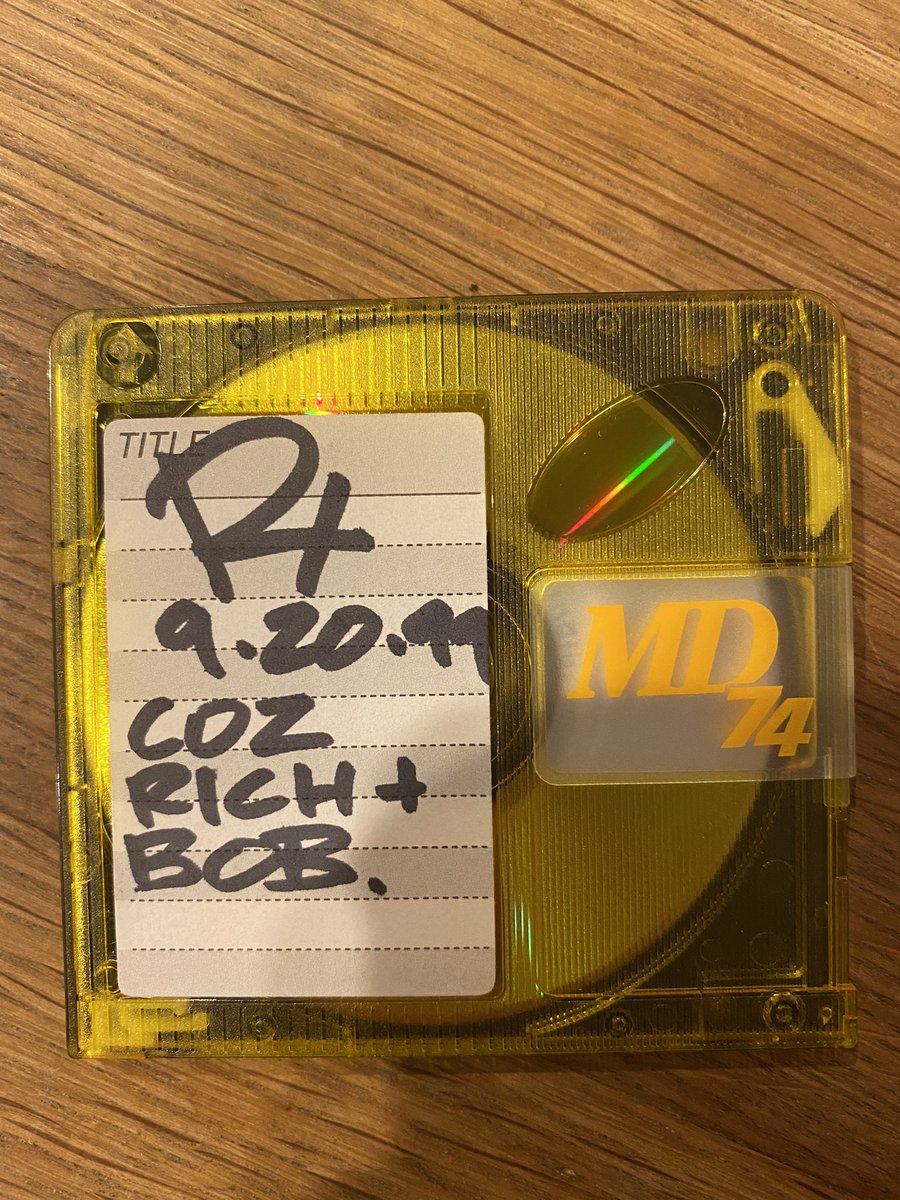 TITLE
9.20.99
COZ
RICH +
BOB.
MD
74